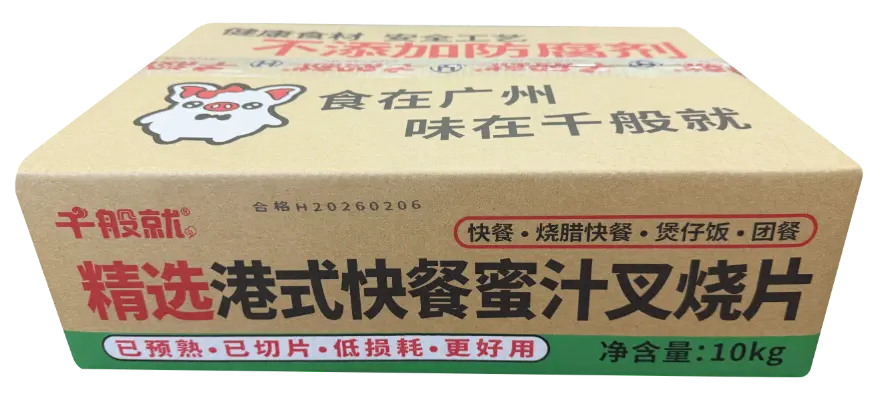 健康食材 安全工艺
不添加防腐剂
食在广州
味在千般就
千般就®
合格H20260206
快餐·烧腊快餐·煲仔饭·团餐
精选港式快餐蜜汁叉烧片
已预熟·已切片·低损耗·更好用
净含量:10kg